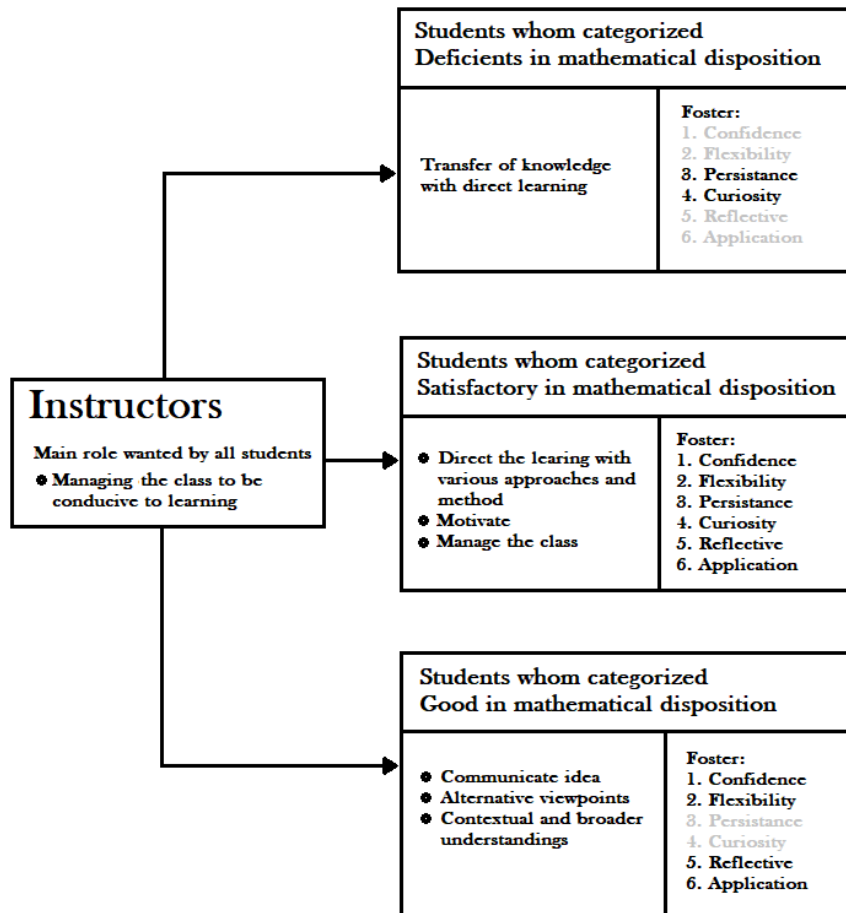 Students whom categorized
Deficients in mathematical disposition
Transfer of knowledge
with direct learning
Foster:
1. Confidence
2. Flexibility
3. Persistance
4. Curiosity
5. Reflective
6. Application
Instructors
Main role wanted by all students
Managing the class to be
conducive to learning
Students whom categorized
Satisfactory in mathematical disposition
Direct the learing with
various approaches and
method
Motivate
Manage the class
Foster:
1. Confidence
2. Flexibility
3. Persistance
4. Curiosity
5. Reflective
6. Application
Students whom categorized
Good in mathematical disposition
Communicate idea
Alternative viewpoints
Contextual and broader
understandings
Foster:
1. Confidence
2. Flexibility
3. Persistance
4. Curiosity
5. Reflective
6. Application